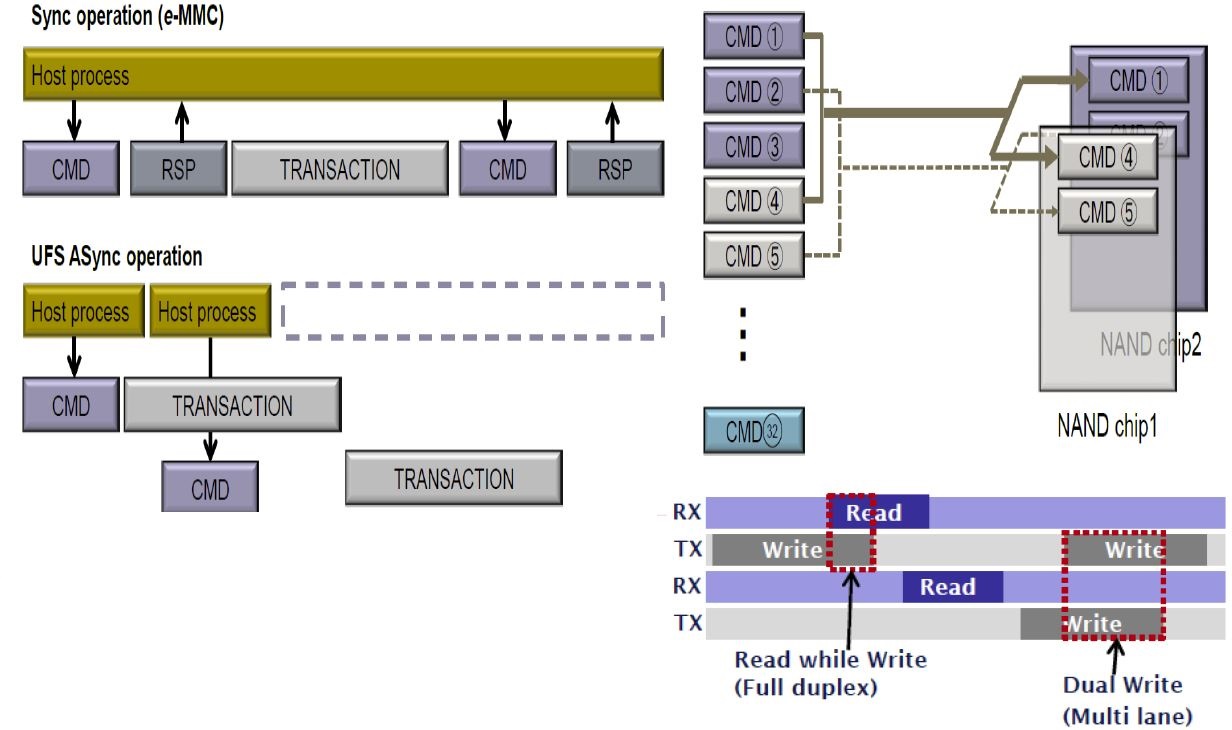 Sync operation (e-MMC)
Host process
CMD
RSP
TRANSACTION
CMD
RSP
UFS ASync operation
Host process
Host process
CMD
TRANSACTION
CMD
TRANSACTION
CMD ①
CMD ②
CMD ③
CMD ④
CMD ⑤
CMD㉜
CMD ①
CMD ②
CMD ④
CMD ⑤
NAND chip2
NAND chip1
RX
Read
TX
Write
Write
RX
Read
TX
Write
Read while Write
(Full duplex)
Dual Write
(Multi lane)